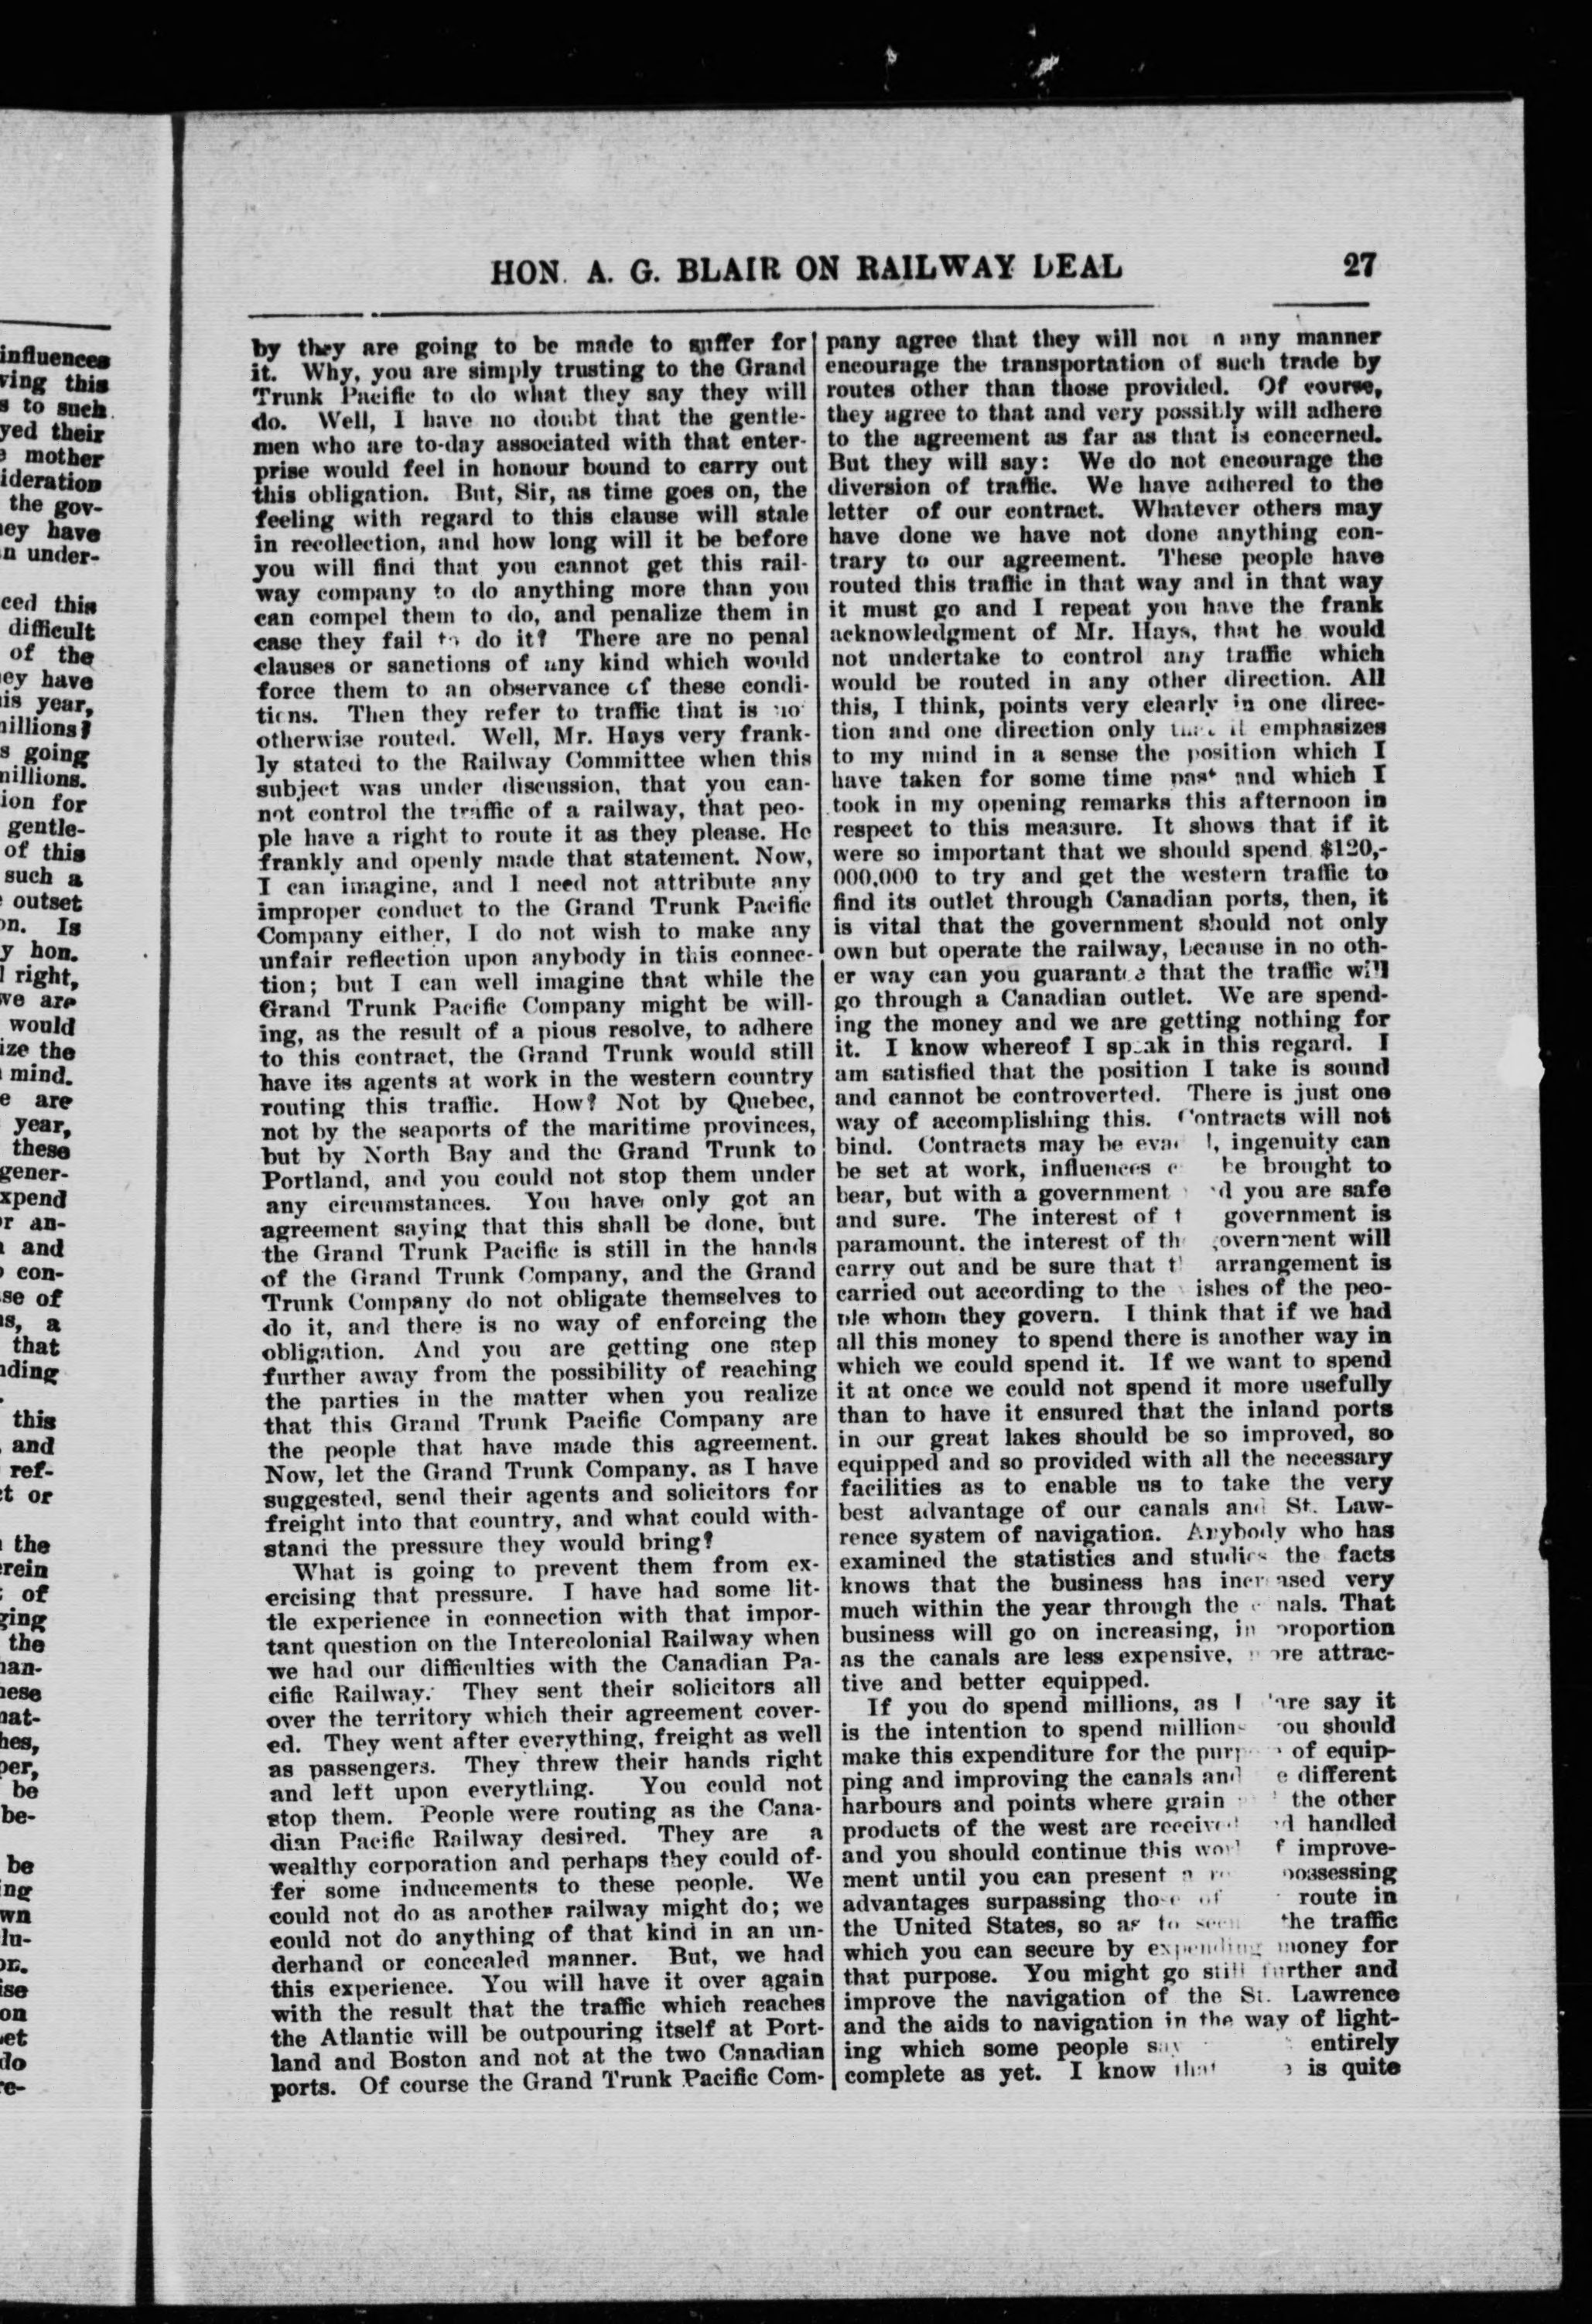 HON. A. G. BLAIR ON RAILWAY DEAL 27
by they are going to be made to suffer for
it. Why, you are simply trusting to the Grand
Trunk Pacific to do what they say they will
do. Well, I have no doubt that the gentle-
men who are to-day associated with that enter-
prise would feel in honour bound to carry out
this obligation. But, Sir, as time goes on, the
feeling with regard to this clause will stale
in recollection, and how long will it be before
you will find that you cannot get this rail-
way company to do anything more than you
can compel them to do, and penalize them in
case they fail to do it? There are no penal
clauses or sanctions of any kind which would
force them to an observance of these condi-
tions. Then they refer to traffic that is no
otherwise routed. Well, Mr. Hays very frank-
ly stated to the Railway Committee when this
subject was under discussion, that you can-
not control the traffic of a railway, that peo-
ple have a right to route it as they please. He
frankly and openly made that statement. Now,
I can imagine, and I need not attribute any
improper conduct to the Grand Trunk Pacific
Company either, I do not wish to make any
unfair reflection upon anybody in this connec-
tion; but I can well imagine that while the
Grand Trunk Pacific Company might be will-
ing, as the result of a pious resolve, to adhere
to this contract, the Grand Trunk would still
have its agents at work in the western country
routing this traffic. How? Not by Quebec,
not by the seaports of the maritime provinces,
but by North Bay and the Grand Trunk to
Portland, and you could not stop them under
any circumstances. You have only got an
agreement saying that this shall be done, but
the Grand Trunk Pacific is still in the hands
of the Grand Trunk Company, and the Grand
Trunk Company do not obligate themselves to
do it, and there is no way of enforcing the
obligation. And you are getting one step
further away from the possibility of reaching
the parties in the matter when you realize
that this Grand Trunk Pacific Company are
the people that have made this agreement.
Now, let the Grand Trunk Company, as I have
suggested, send their agents and solicitors for
freight into that country, and what could with-
stand the pressure they would bring?
What is going to prevent them from ex-
ercising that pressure. I have had some lit-
tle experience in connection with that impor-
tant question on the Intercolonial Railway when
we had our difficulties with the Canadian Pa-
cific Railway. They sent their solicitors all
over the territory which their agreement cover-
ed. They went after everything, freight as well
as passengers. They threw their hands right
and left upon everything. You could not
stop them. People were routing as the Cana-
dian Pacific Railway desired. They are a
wealthy corporation and perhaps they could of-
fer some inducements to these people. We
could not do as another railway might do; we
could not do anything of that kind in an un-
derhand or concealed manner. But, we had
this experience. You will have it over again
with the result that the traffic which reaches
the Atlantic will be outpouring itself at Port-
land and Boston and not at the two Canadian
ports. Of course the Grand Trunk Pacific Com-
pany agree that they will not n any manner
encourage the transportation of such trade by
routes other than those provided. Of course,
they agree to that and very possibly will adhere
to the agreement as far as that is concerned.
But they will say: We do not encourage the
diversion of traffic. We have adhered to the
letter of our contract. Whatever others may
have done we have not done anything con-
trary to our agreement. These people have
routed this traffic in that way and in that way
it must go and I repeat you have the frank
acknowledgment of Mr. Hays, that he would
not undertake to control any traffic which
would be routed in any other direction. All
this, I think, points very clearly in one direc-
tion and one direction only it emphasizes
to my mind in a sense the position which I
have taken for some time past and which I
took in my opening remarks this afternoon in
respect to this measure. It shows that if it
were so important that we should spend $120,-
000,000 to try and get the western traffic to
find its outlet through Canadian ports, then, it
is vital that the government should not only
own but operate the railway, because in no oth-
er way can you guarantee that the traffic will
go through a Canadian outlet. We are spend-
ing the money and we are getting nothing for
it. I know whereof I speak in this regard. I
am satisfied that the position I take is sound
and cannot be controverted. There is just one
way of accomplishing this. Contracts will not
bind. Contracts may be ingenuity can
be set at work, influences be brought to
bear, but with a government you are safe
and sure. The interest of government is
paramount. the interest of government will
carry out and be sure that arrangement is
carried out according to the wishes of the peo-
ple whom they govern. I think that if we had
all this money to spend there is another way in
which we could spend it. If we want to spend
it at once we could not spend it more usefully
than to have it ensured that the inland ports
in our great lakes should be so improved, so
equipped and so provided with all the necessary
facilities as to enable us to take the very
best advantage of our canals and St. Law-
rence system of navigation. Anybody who has
examined the statistics and studies the facts
knows that the business has increased very
much within the year through the canals. That
business will go on increasing, in proportion
as the canals are less expensive, more attrac-
tive and better equipped.
If you do spend millions, as I dare say it
is the intention to spend millions you should
make this expenditure for the purpose of equip-
ping and improving the canals and different
harbours and points where grain the other
products of the west are received handled
and you should continue this work improve-
ment until you can present a possessing
advantages surpassing those of route in
the United States, so as to the traffic
which you can secure by expending money for
that purpose. You might go still further and
improve the navigation of the St. Lawrence
and the aids to navigation in the way of light-
ing which some people say entirely
complete as yet. I know that is quite